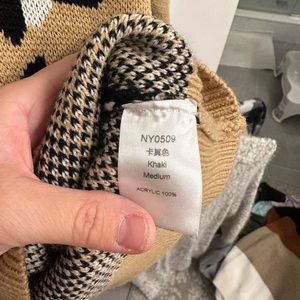 NY0509
卡其色
Khaki
Medium
ACRYLIC 100%